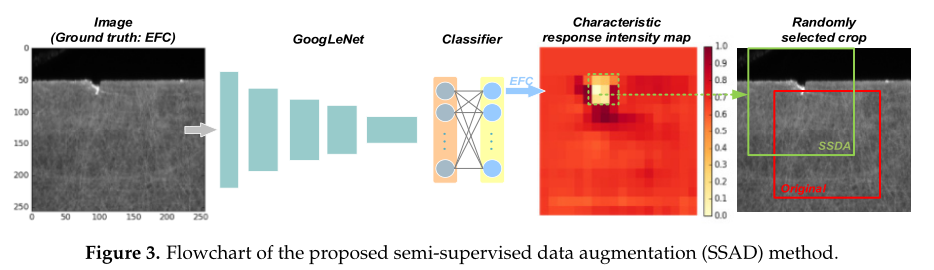 Image
(Ground truth: EFC)
GoogLeNet
Classifier
Characteristic
response intensity map
Randomly
selected crop
0
50
100
150
200
250
0 50 100 150 200 250
EFC
1.0
0.9
0.8
0.7
0.6
0.5
0.4
0.3
0.2
0.1
0.0
SSDA
Original
Figure 3. Flowchart of the proposed semi-supervised data augmentation (SSAD) method.